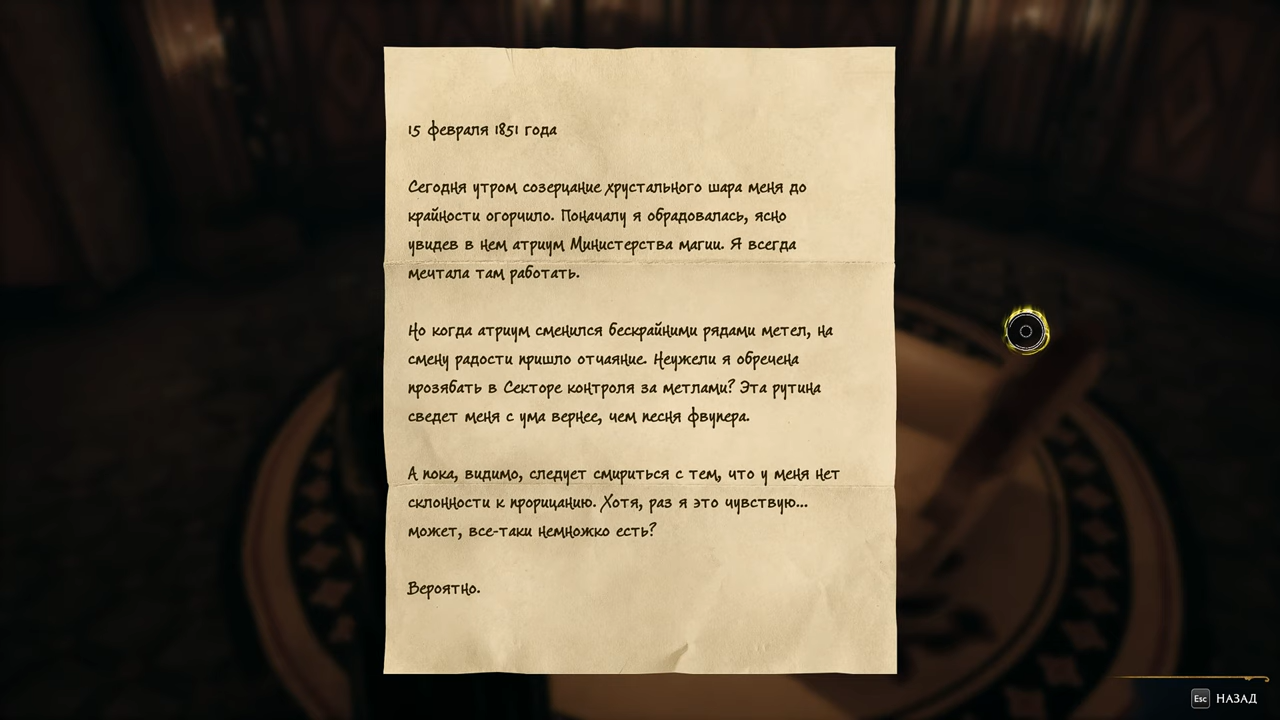 15 февраля 1851 года
Сегодня утром созерцание хрустального шара меня до
крайности огорчило. Поначалу я обрадовалась, ясно
увидев в нем атриум Министерства магии. Я всегда
мечтала там работать.
Но когда атриум сменился бескрайними рядами метел, на
смену радости пришло отчаяние. Неужели я обречена
прозябать в Секторе контроля за метлами? Эта рутина
сведет меня с ума вернее, чем песня фвупера.
А пока, видимо, следует смириться с тем, что у меня нет
склонности к прорицанию. Хотя, раз я это чувствую...
может, все-таки немножко есть?
Вероятно.
Esc НАЗАД